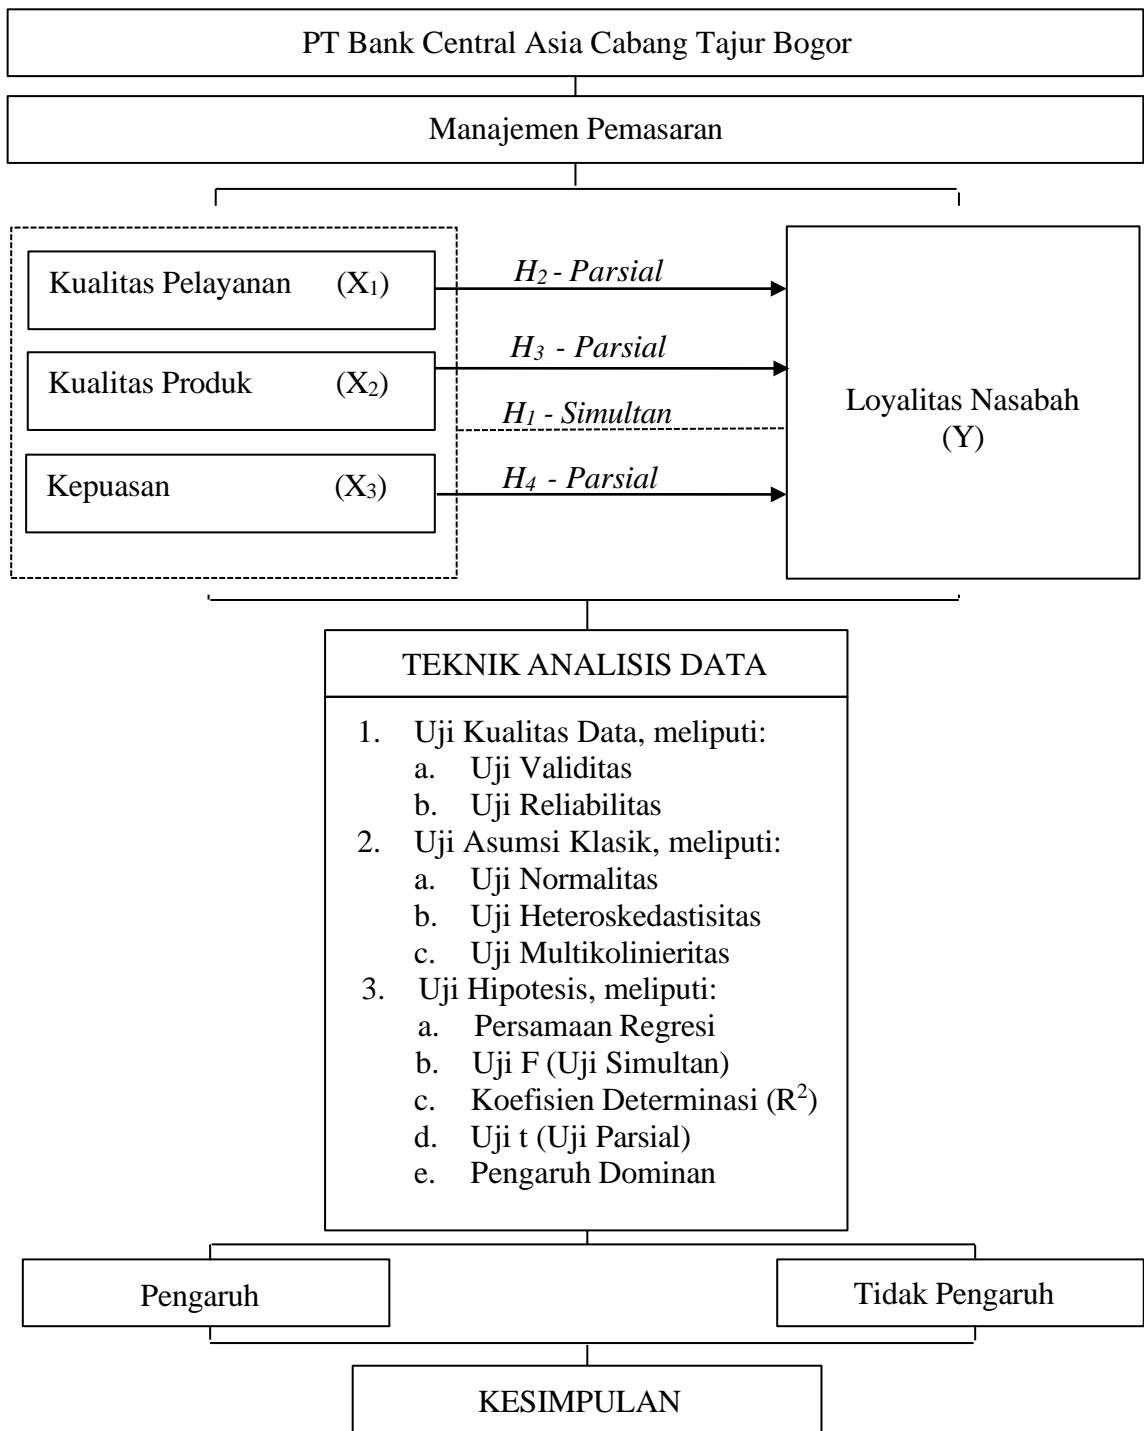 PT Bank Central Asia Cabang Tajur Bogor
Manajemen Pemasaran
Kualitas Pelayanan (X₁)
H₂ - Parsial
Kualitas Produk (X₂)
H₃ - Parsial
H₁ - Simultan
Kepuasan (X₃)
H₄ - Parsial
Loyalitas Nasabah
(Y)
TEKNIK ANALISIS DATA
1. Uji Kualitas Data, meliputi:
a. Uji Validitas
b. Uji Reliabilitas
2. Uji Asumsi Klasik, meliputi:
a. Uji Normalitas
b. Uji Heteroskedastisitas
c. Uji Multikolinieritas
3. Uji Hipotesis, meliputi:
a. Persamaan Regresi
b. Uji F (Uji Simultan)
c. Koefisien Determinasi (R²)
d. Uji t (Uji Parsial)
e. Pengaruh Dominan
Pengaruh
Tidak Pengaruh
KESIMPULAN